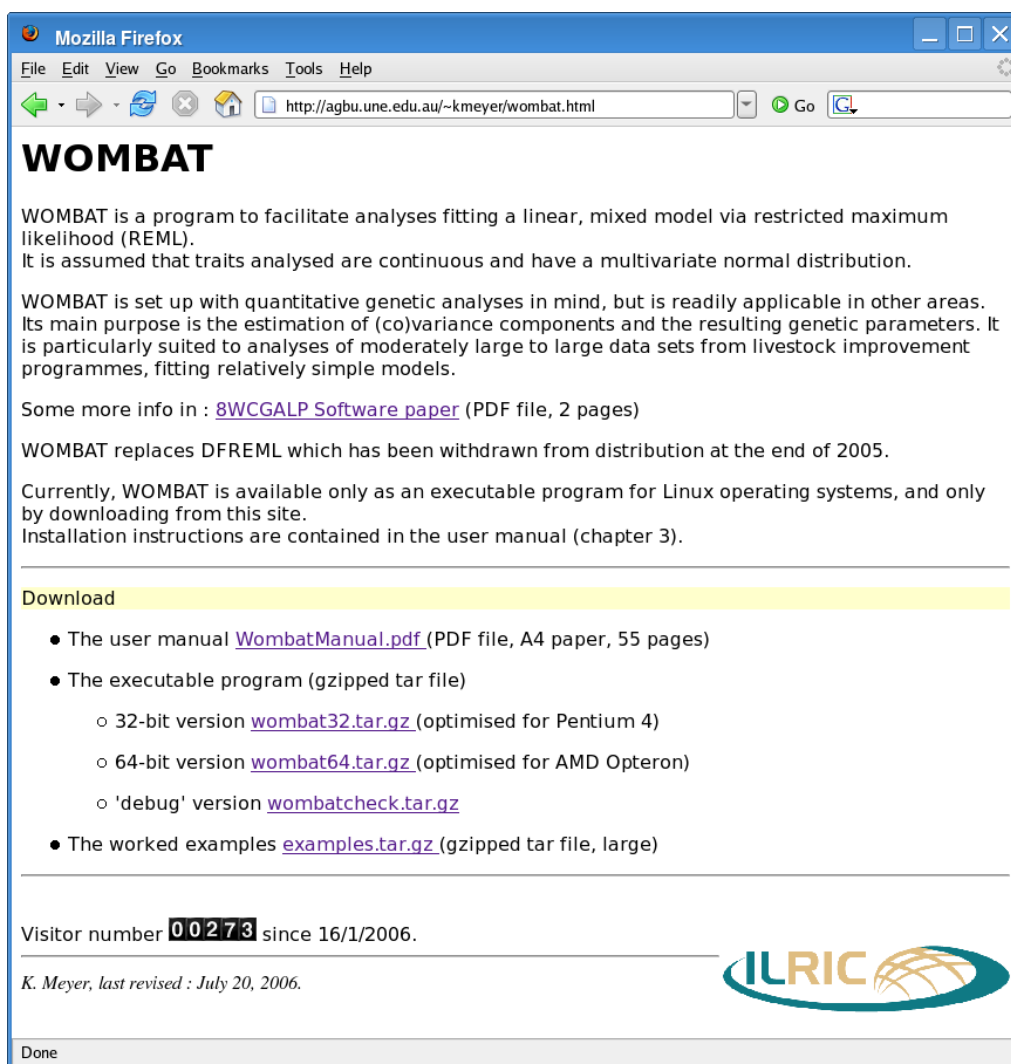 Mozilla Firefox
File Edit View Go Bookmarks Tools Help
http://agbu.une.edu.au/~kmeyer/wombat.html Go G
WOMBAT
WOMBAT is a program to facilitate analyses fitting a linear, mixed model via restricted maximum
likelihood (REML).
It is assumed that traits analysed are continuous and have a multivariate normal distribution.
WOMBAT is set up with quantitative genetic analyses in mind, but is readily applicable in other areas.
Its main purpose is the estimation of (co)variance components and the resulting genetic parameters. It
is particularly suited to analyses of moderately large to large data sets from livestock improvement
programmes, fitting relatively simple models.
Some more info in : 8WCGALP Software paper (PDF file, 2 pages)
WOMBAT replaces DFREML which has been withdrawn from distribution at the end of 2005.
Currently, WOMBAT is available only as an executable program for Linux operating systems, and only
by downloading from this site.
Installation instructions are contained in the user manual (chapter 3).
Download
• The user manual WombatManual.pdf (PDF file, A4 paper, 55 pages)
• The executable program (gzipped tar file)
○ 32-bit version wombat32.tar.gz (optimised for Pentium 4)
○ 64-bit version wombat64.tar.gz (optimised for AMD Opteron)
○ 'debug' version wombatcheck.tar.gz
• The worked examples examples.tar.gz (gzipped tar file, large)
Visitor number 00273 since 16/1/2006.
ILRIC
K. Meyer, last revised : July 20, 2006.
Done